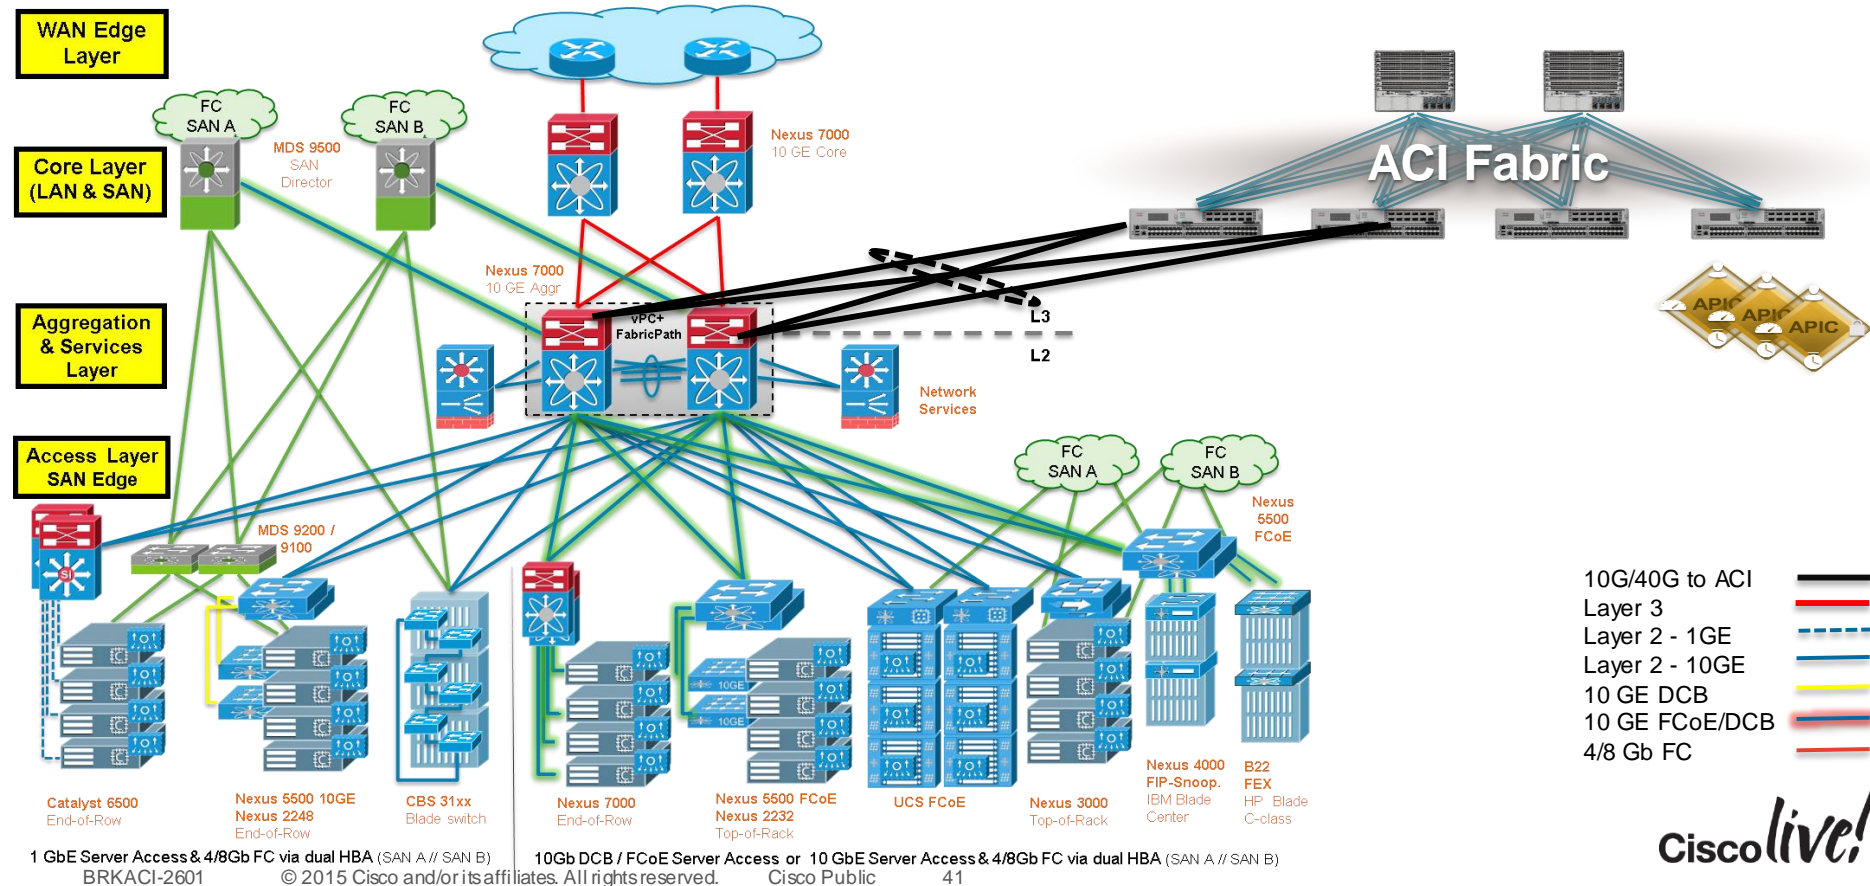 WAN Edge
Layer
FC
SAN A
FC
SAN B
MDS 9500
SAN
Director
Nexus 7000
10 GE Core
Core Layer
(LAN & SAN)
ACI Fabric
Nexus 7000
10 GE Aggr
vPC+
FabricPath
L3
L2
Aggregation
& Services
Layer
APIC
APIC
APIC
Network
Services
Access Layer
SAN Edge
FC
SAN A
FC
SAN B
Nexus
5500
FCoE
MDS 9200 /
9100
SI
10GE
10GE
10G/40G to ACI
Layer 3
Layer 2 - 1GE
Layer 2 - 10GE
10 GE DCB
10 GE FCoE/DCB
4/8 Gb FC
Catalyst 6500
End-of-Row
Nexus 5500 10GE
Nexus 2248
End-of-Row
CBS 31xx
Blade switch
Nexus 7000
End-of-Row
Nexus 5500 FCoE
Nexus 2232
Top-of-Rack
UCS FCoE
Nexus 3000
Top-of-Rack
Nexus 4000
FIP-Snoop.
IBM Blade
Center
B22
FEX
HP Blade
C-class
1 GbE Server Access & 4/8Gb FC via dual HBA (SAN A // SAN B)
10Gb DCB / FCoE Server Access or 10 GbE Server Access & 4/8Gb FC via dual HBA (SAN A // SAN B)
BRKACI-2601
© 2015 Cisco and/or its affiliates. All rights reserved.
Cisco Public
41
Cisco live!